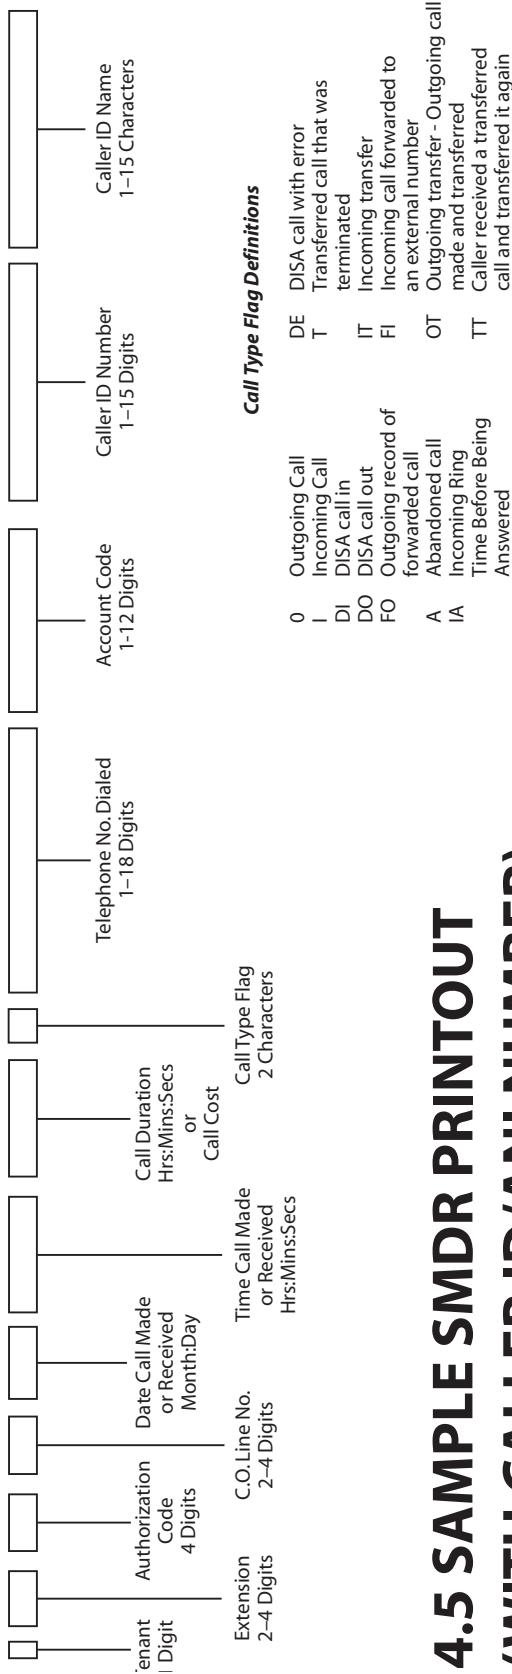 Tenant
1 Digit
Extension
2–4 Digits
Authorization
Code
4 Digits
C.O. Line No.
2–4 Digits
Date Call Made
or Received
Month:Day
Time Call Made
or Received
Hrs:Mins:Secs
Call Duration
Hrs:Mins:Secs
or
Call Cost
Call Type Flag
2 Characters
Telephone No. Dialed
1–18 Digits
Account Code
1-12 Digits
Caller ID Number
1–15 Digits
Caller ID Name
1–15 Characters
Call Type Flag Definitions
0 Outgoing Call
I Incoming Call
DI DISA call in
DO DISA call out
FO Outgoing record of
forwarded call
A Abandoned call
IA Incoming Ring
Time Before Being
Answered
DE DISA call with error
T Transferred call that was
terminated
IT Incoming transfer
FI Incoming call forwarded to
an external number
OT Outgoing transfer - Outgoing call
made and transferred
TT Caller received a transferred
call and transferred it again
4.5 SAMPLE SMDR PRINTOUT
(WITH CALLER ID/ANI NUMBER)